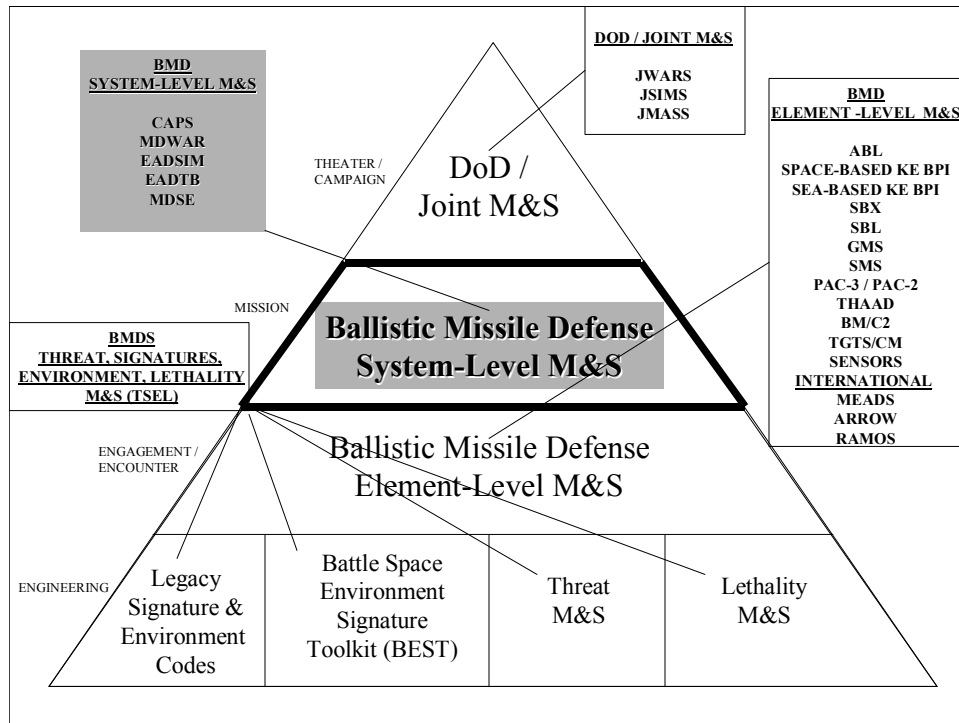 BMD
SYSTEM-LEVEL M&S
CAPS
MDWAR
EADSIM
EADTB
MDSE
DOD / JOINT M&S
JWARS
JSIMS
JMASS
BMD
ELEMENT -LEVEL M&S
ABL
SPACE-BASED KE BPI
SEA-BASED KE BPI
SBX
SBL
GMS
SMS
PAC-3 / PAC-2
THAAD
BM/C2
TGTS/CM
SENSORS
INTERNATIONAL
MEADS
ARROW
RAMOS
THEATER /
CAMPAIGN
DoD /
Joint M&S
MISSION
Ballistic Missile Defense
System-Level M&S
BMDS
THREAT, SIGNATURES,
ENVIRONMENT, LETHALITY
M&S (TSEL)
ENGAGEMENT /
ENCOUNTER
Ballistic Missile Defense
Element-Level M&S
ENGINEERING
Legacy
Signature &
Environment
Codes
Battle Space
Environment
Signature
Toolkit (BEST)
Threat
M&S
Lethality
M&S